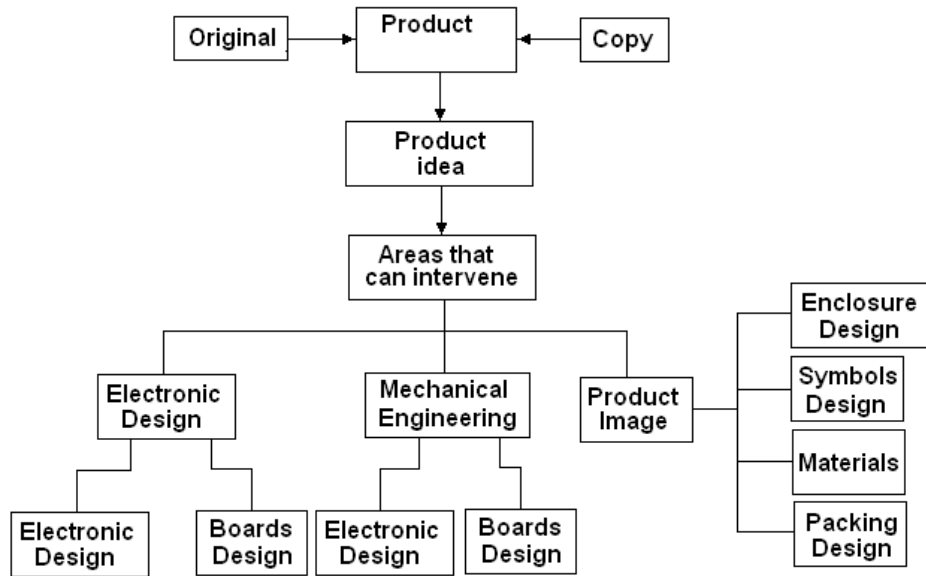 Original
Product
Copy
Product
idea
Areas that
can intervene
Electronic
Design
Mechanical
Engineering
Product
Image
Enclosure
Design
Symbols
Design
Materials
Packing
Design
Electronic
Design
Boards
Design
Electronic
Design
Boards
Design